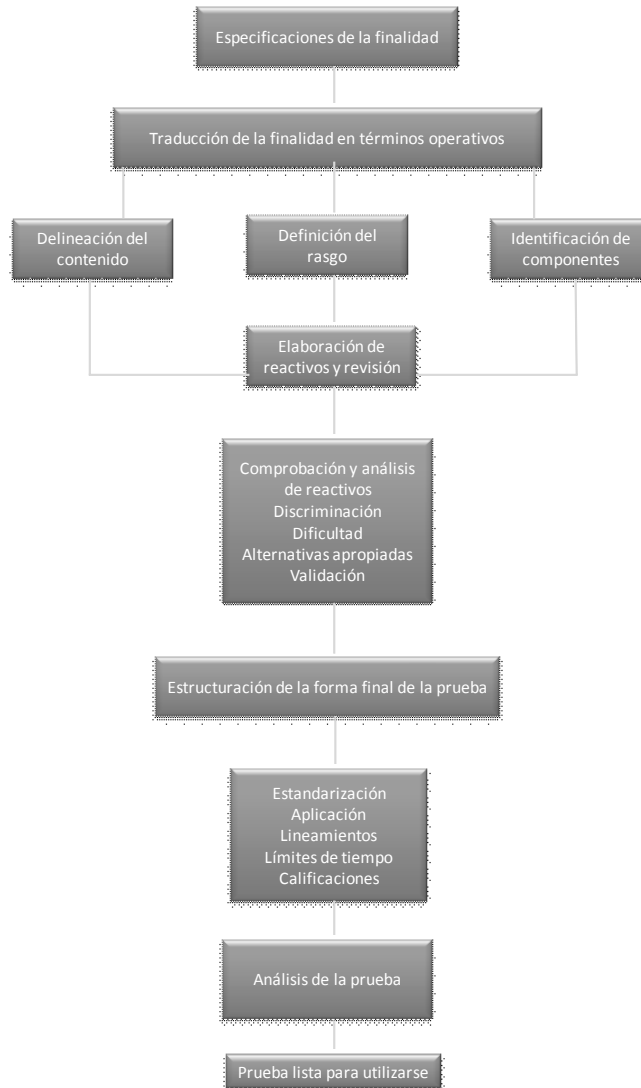 Especificaciones de la finalidad
Traducción de la finalidad en términos operativos
Delineación del
contenido
Definición del
rasgo
Identificación de
componentes
Elaboración de
reactivos y revisión
Comprobación y análisis
de reactivos
Discriminación
Dificultad
Alternativas apropiadas
Validación
Estructuración de la forma final de la prueba
Estandarización
Aplicación
Lineamientos
Límites de tiempo
Calificaciones
Análisis de la prueba
Prueba lista para utilizarse